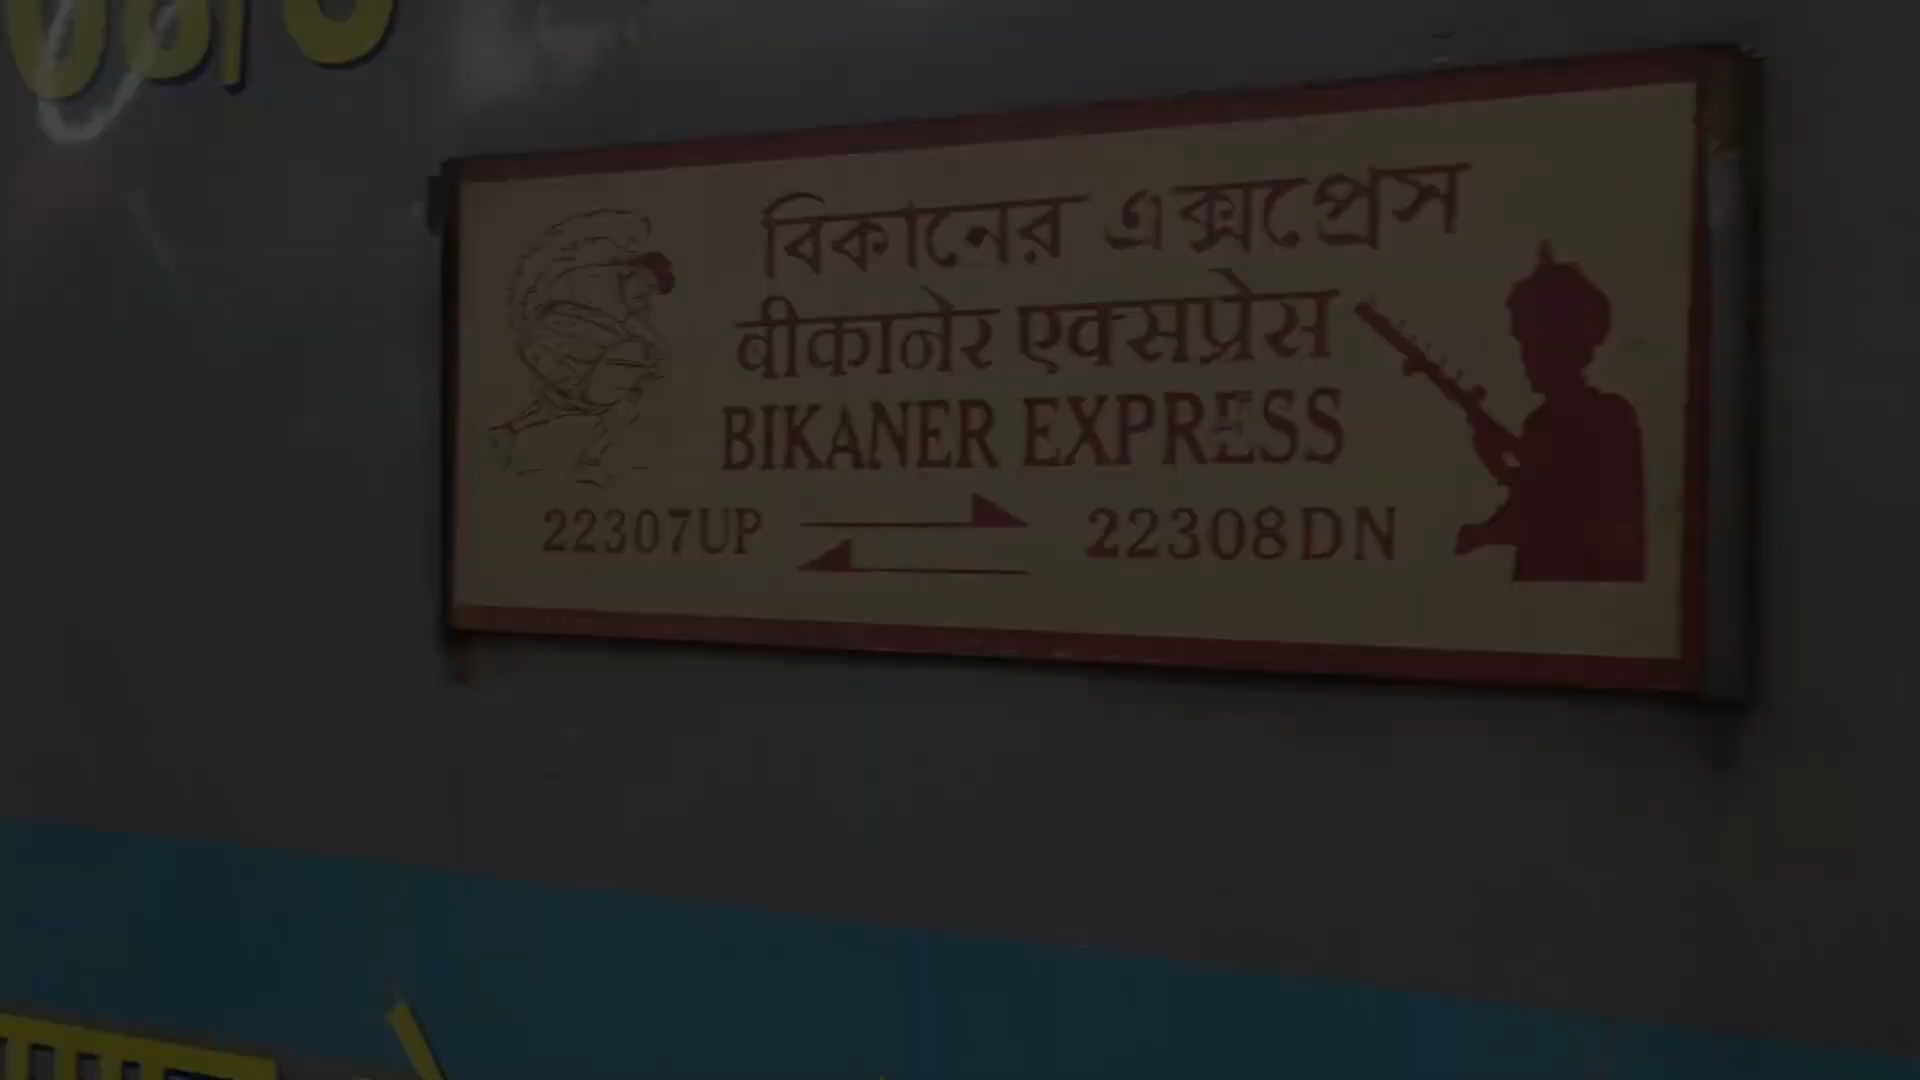 বিকানের এক্সপ্রেস
बीकानेर एक्सप्रेस
BIKANER EXPRESS
22307UP 22308DN